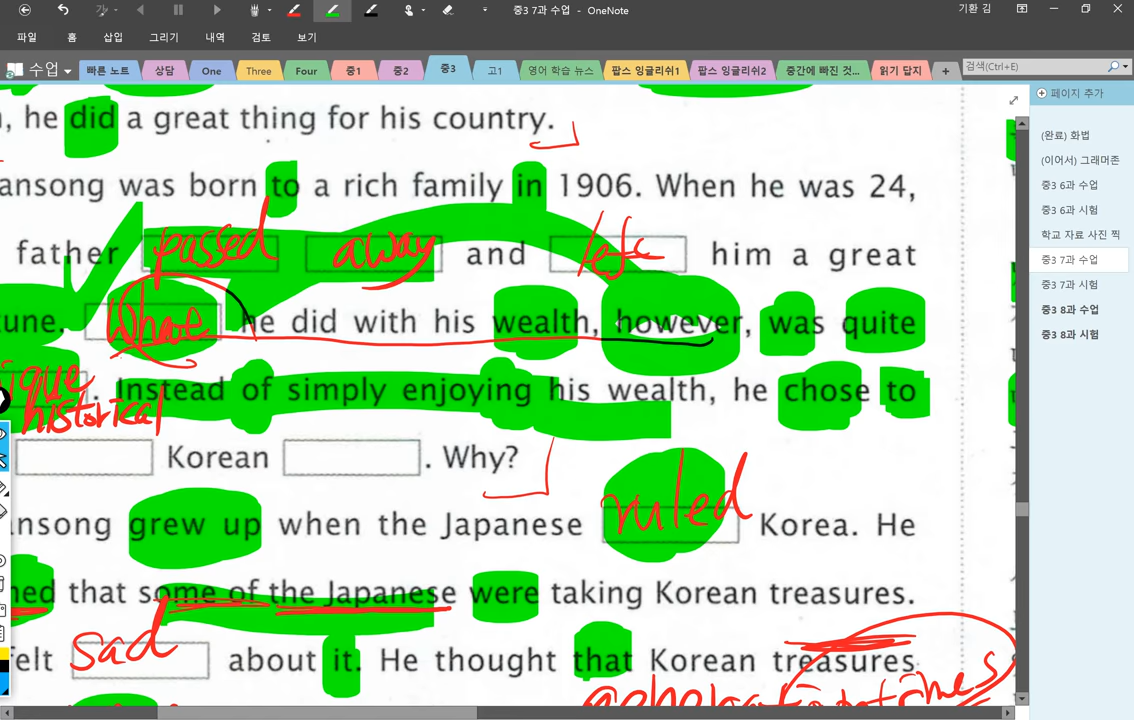 중3 7과 수업 - OneNote
기환 김
파일 홈 삽입 그리기 내역 검토 보기
수업 빠른 노트 상담 One Three Four 중1 중2 중3 고1 영어 학습 뉴스 팝스 잉글리쉬1 팝스 잉글리쉬2 중간에 빠진 것... 읽기 답지 + 검색(Ctrl+E)
페이지 추가
(완료) 화법
(이어서) 그래머존
중3 6과 수업
중3 6과 시험
학교 자료 사진 찍
중3 7과 수업
중3 7과 시험
중3 8과 수업
중3 8과 시험
, he did a great thing for his country.
ansong was born to a rich family in 1906. When he was 24,
father passed away and left him a great
tune. What he did with his wealth, however, was quite
ique. Instead of simply enjoying his wealth, he chose to
historical
Korean . Why?
nsong grew up when the Japanese ruled Korea. He
ned that some of the Japanese were taking Korean treasures.
elt sad about it. He thought that Korean treasures